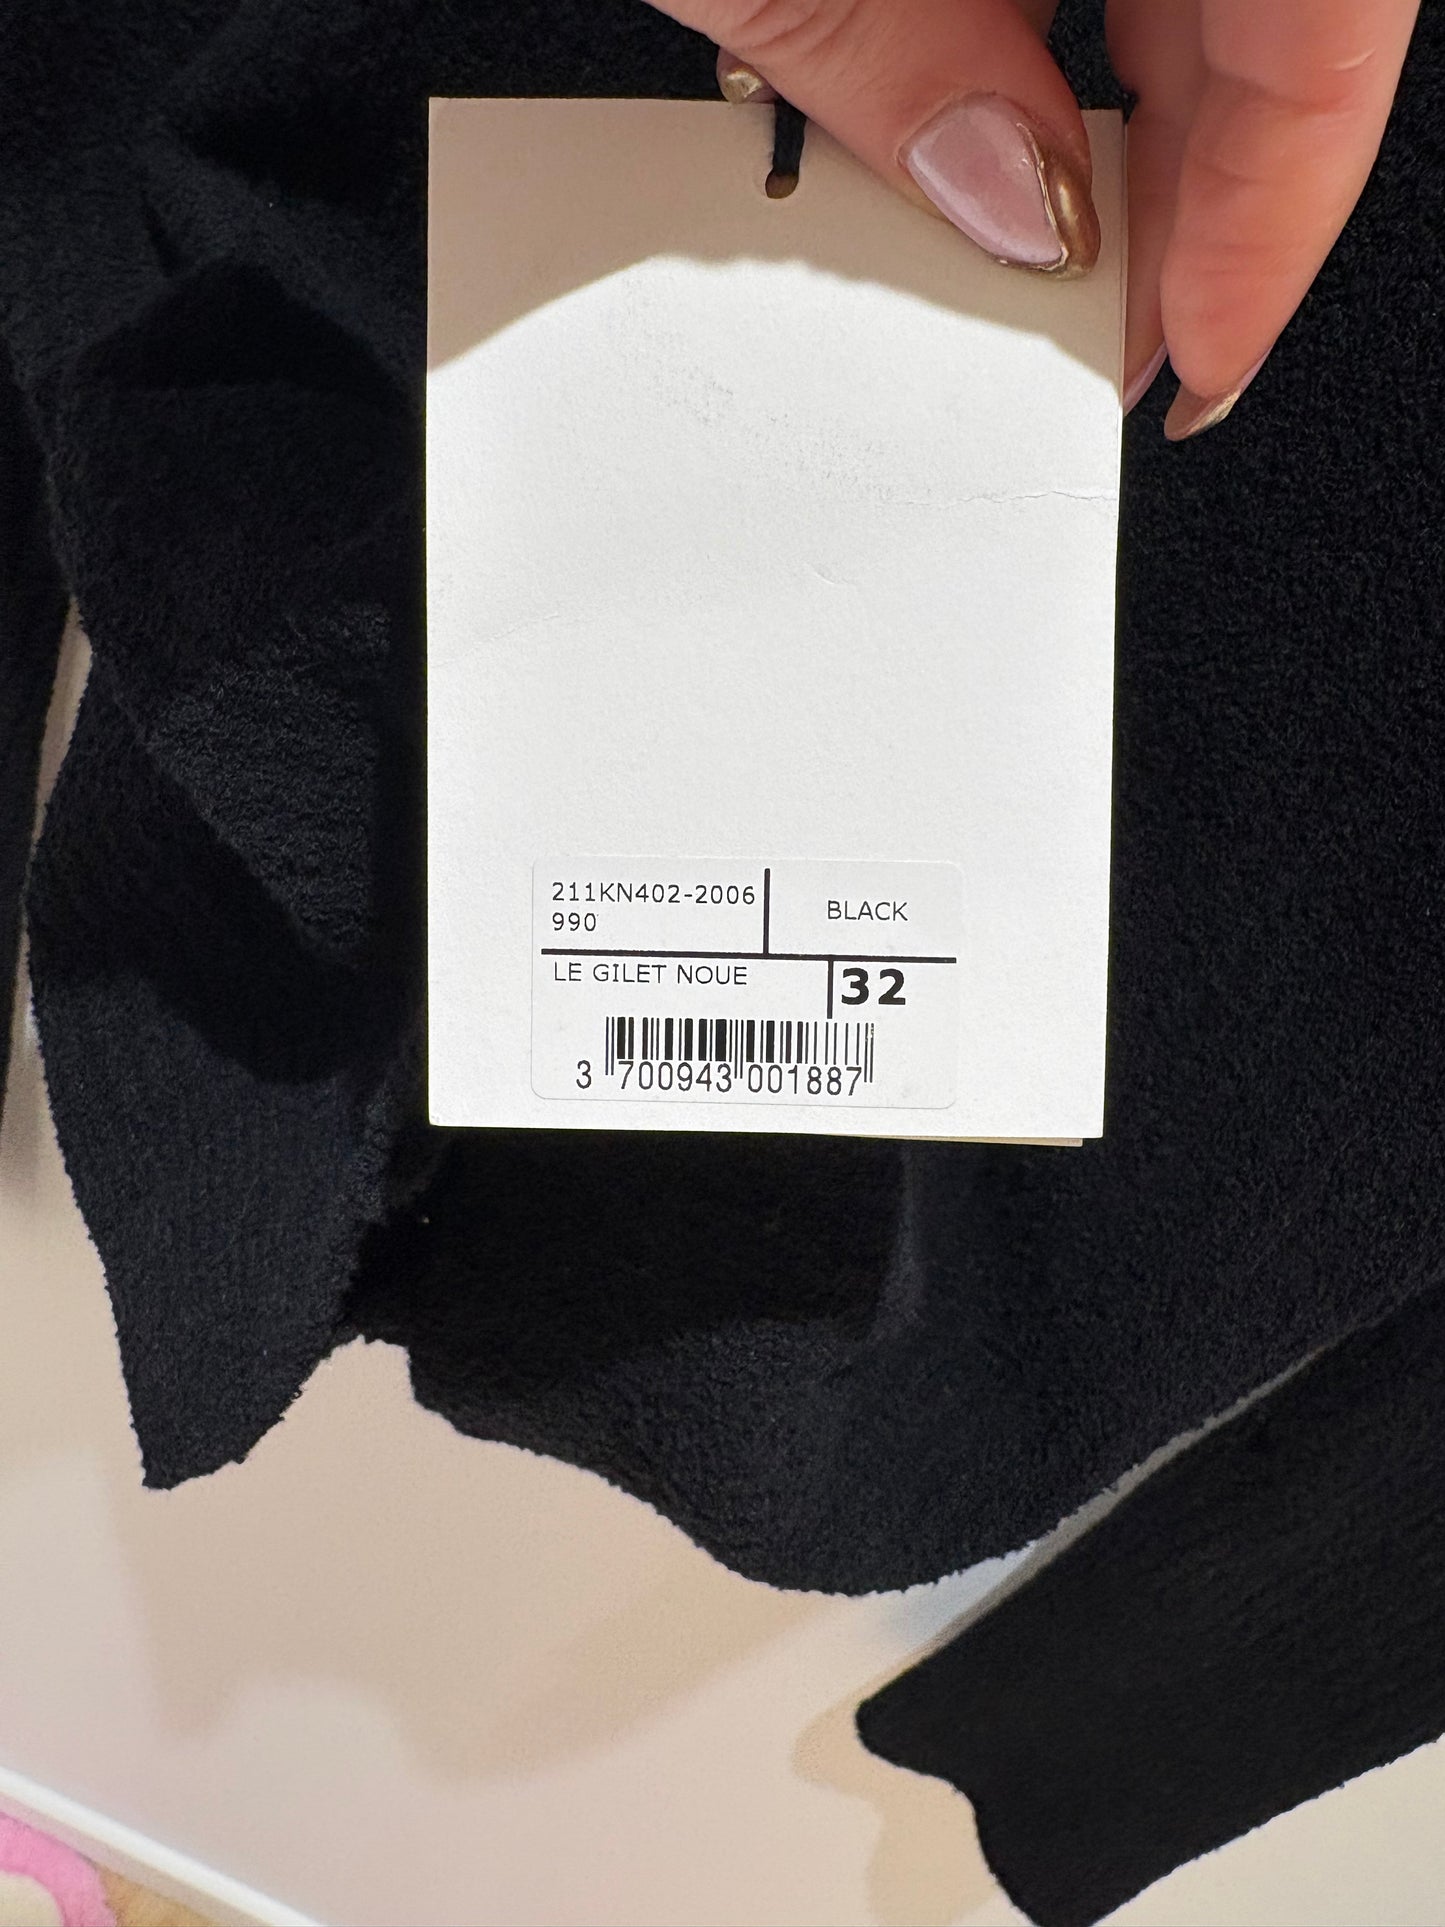 211KN402-2006
990
BLACK
LE GILET NOUE
32
3 700943 001887